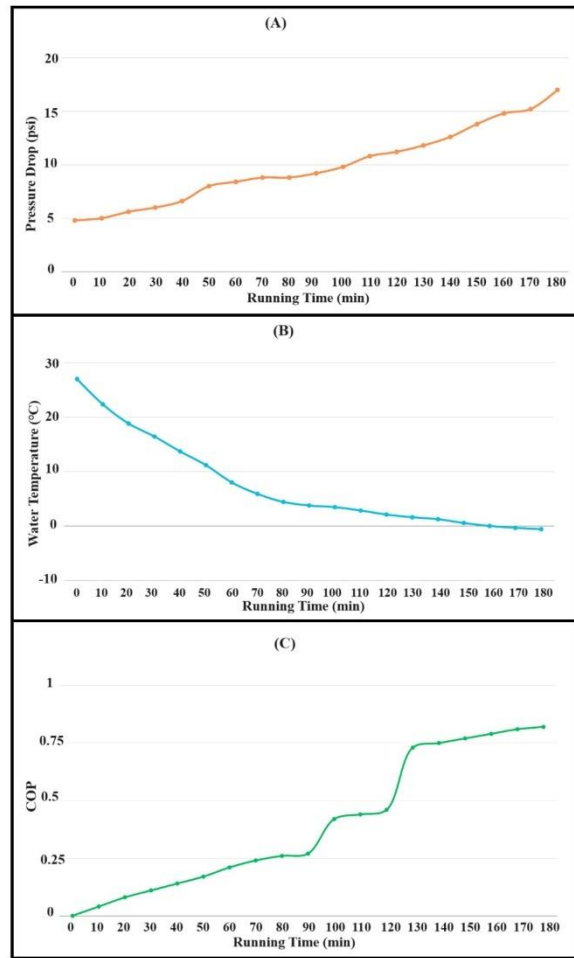 (A)
20
15
10
5
0
Pressure Drop (psi)
0 10 20 30 40 50 60 70 80 90 100 110 120 130 140 150 160 170 180
Running Time (min)
(B)
30
20
10
0
-10
Water Temperature (°C)
0 10 20 30 40 50 60 70 80 90 100 110 120 130 140 150 160 170 180
Running Time (min)
(C)
1
0.75
0.5
0.25
0
COP
0 10 20 30 40 50 60 70 80 90 100 110 120 130 140 150 160 170 180
Running Time (min)